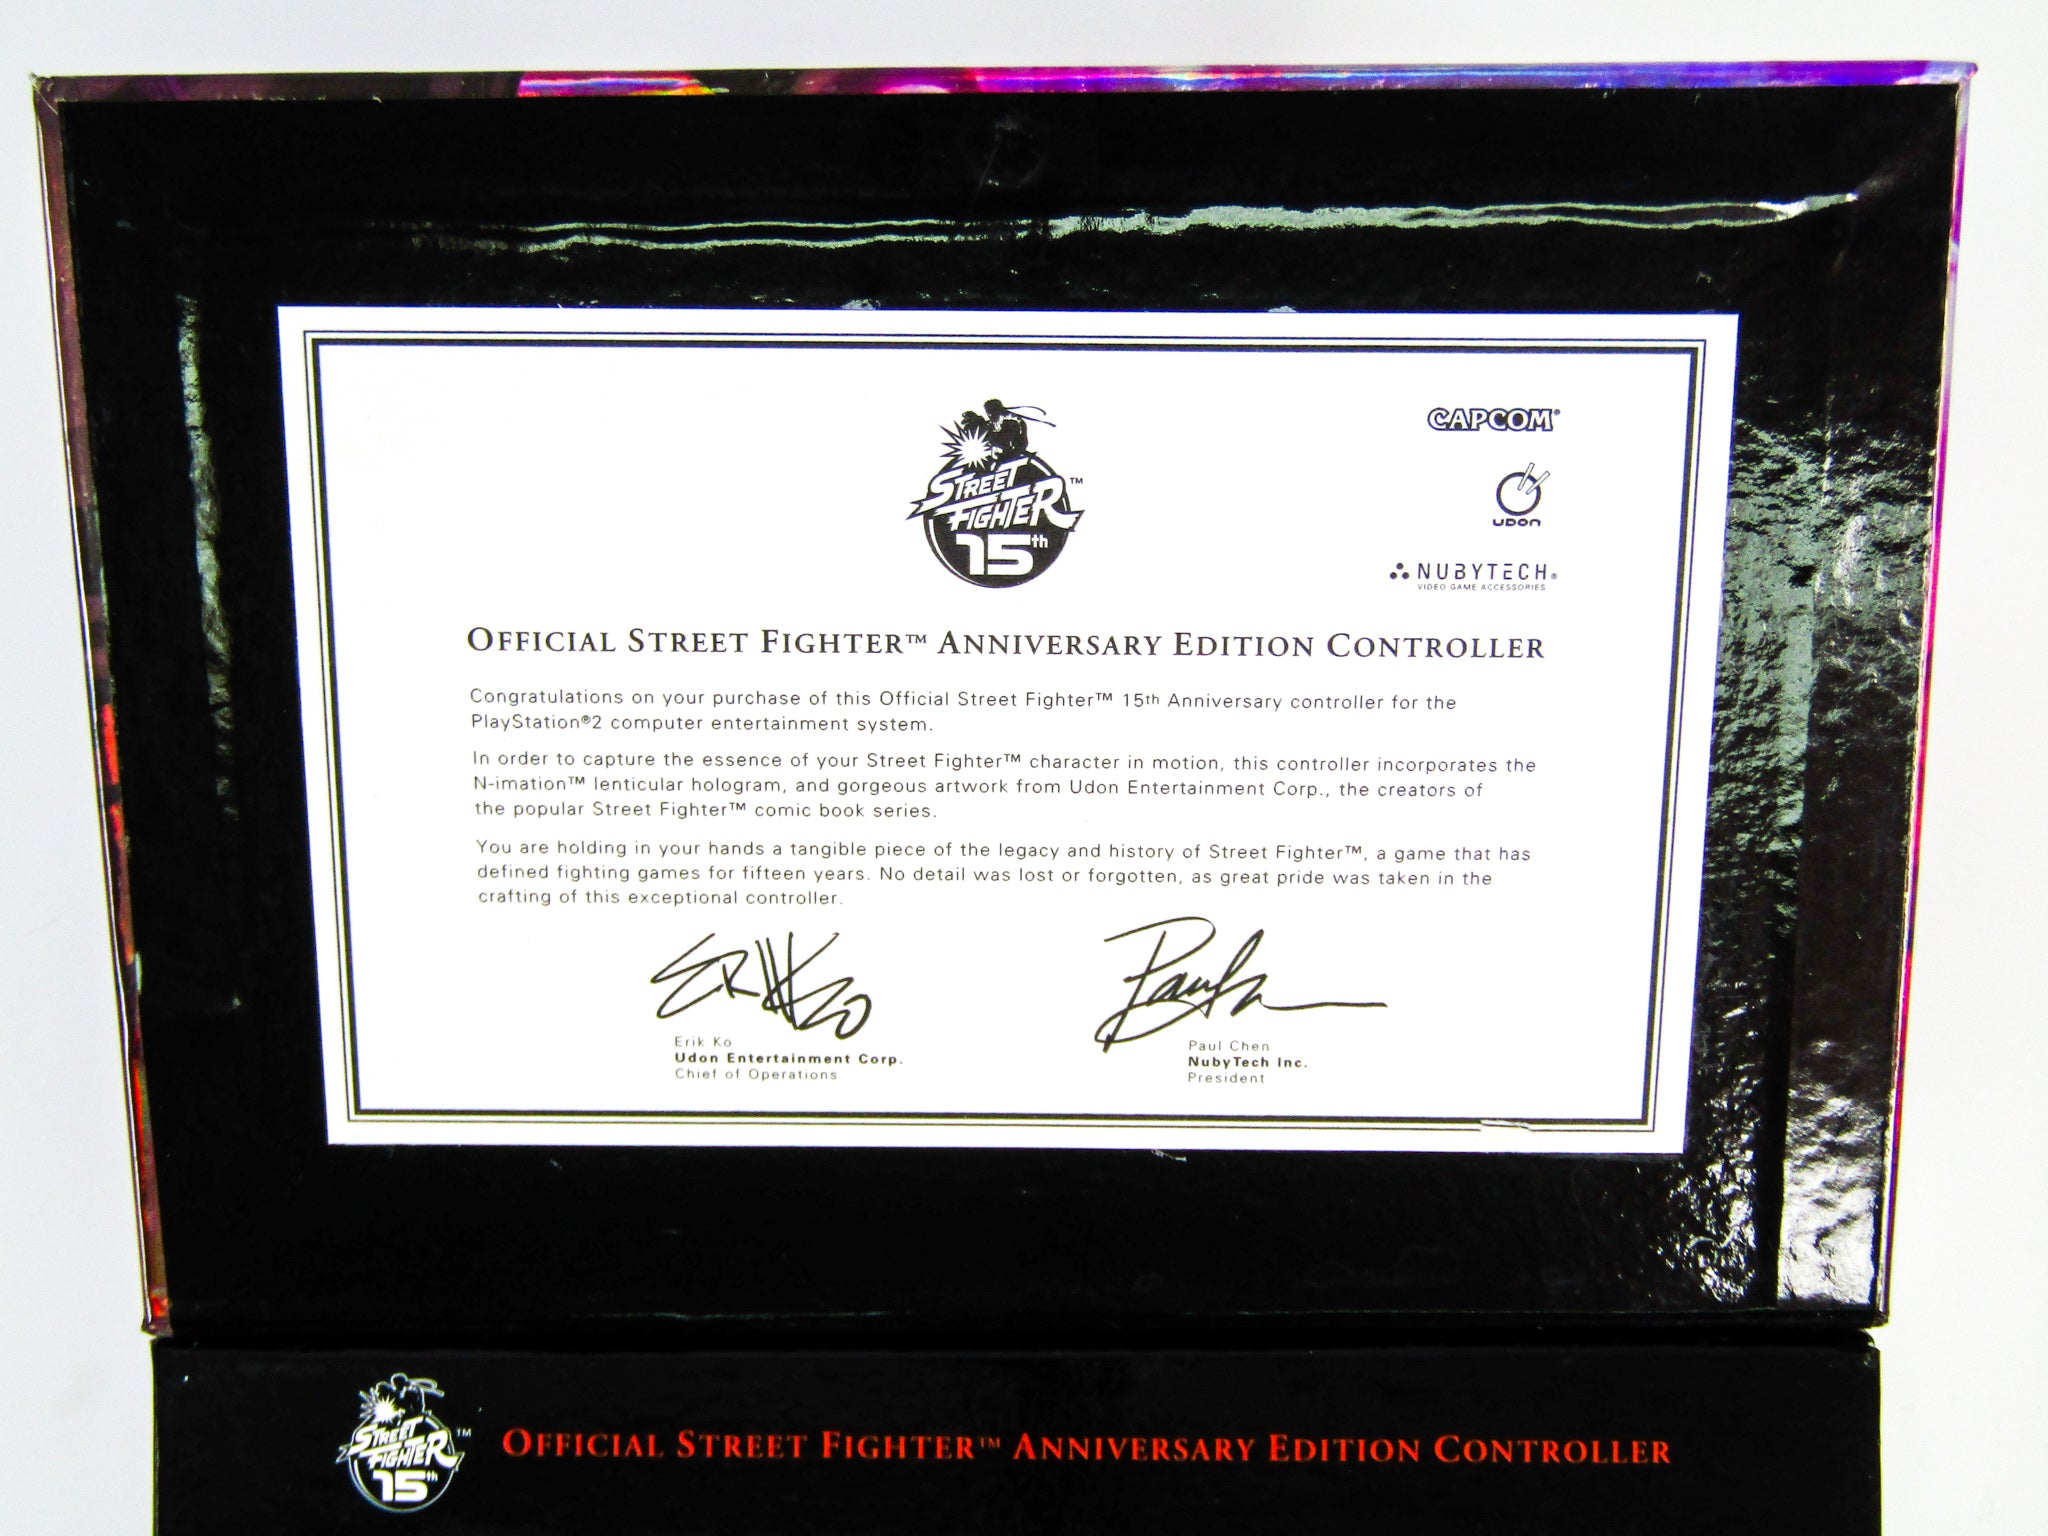 STREET
FIGHTER™
15th
CAPCOM®
UDON
NUBYTECH®
VIDEO GAME ACCESSORIES
OFFICIAL STREET FIGHTER™ ANNIVERSARY EDITION CONTROLLER
Congratulations on your purchase of this Official Street Fighter™ 15th Anniversary controller for the
PlayStation®2 computer entertainment system.
In order to capture the essence of your Street Fighter™ character in motion, this controller incorporates the
N-imation™ lenticular hologram, and gorgeous artwork from Udon Entertainment Corp., the creators of
the popular Street Fighter™ comic book series.
You are holding in your hands a tangible piece of the legacy and history of Street Fighter™, a game that has
defined fighting games for fifteen years. No detail was lost or forgotten, as great pride was taken in the
crafting of this exceptional controller.
ERIK KO
Erik Ko
Udon Entertainment Corp.
Chief of Operations
Paul Chen
NubyTech Inc.
President
STREET
FIGHTER™
15th
OFFICIAL STREET FIGHTER™ ANNIVERSARY EDITION CONTROLLER